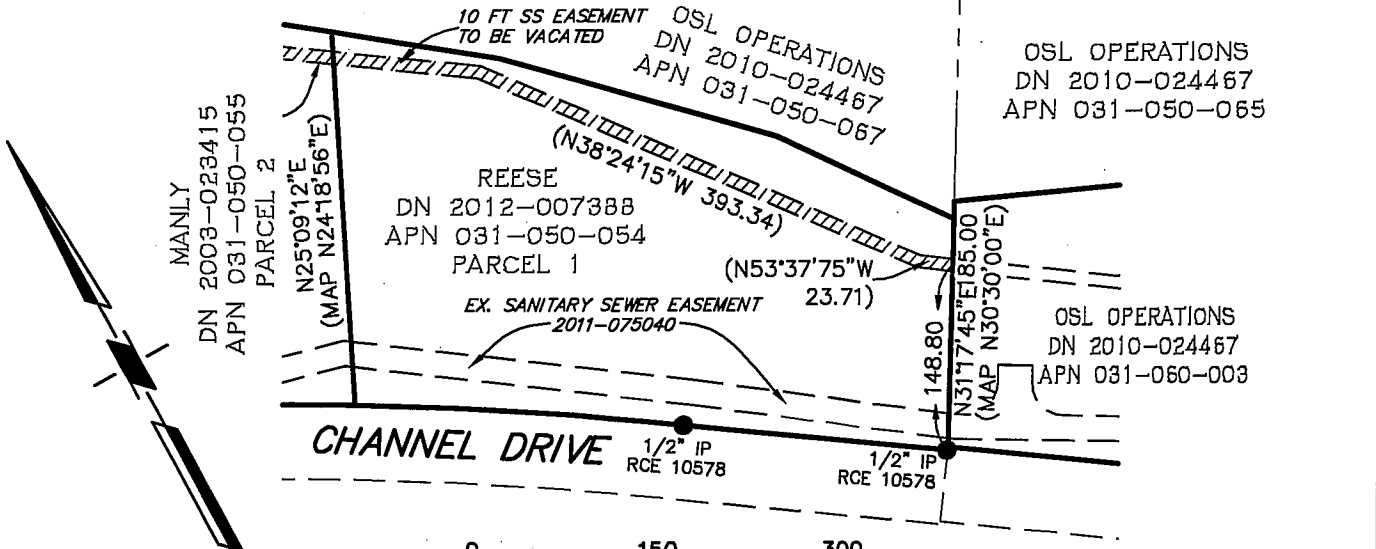 10 FT SS EASEMENT
TO BE VACATED
OSL OPERATIONS
DN 2010-024467
APN 031-050-067
OSL OPERATIONS
DN 2010-024467
APN 031-050-065
MANLY
DN 2003-023415
APN 031-050-055
PARCEL 2
N25°09'12"E
(MAP N24°18'56"E)
REESE
DN 2012-007388
APN 031-050-054
PARCEL 1
(N38°24'15"W 393.34)
(N53°37'75"W
23.71)
EX. SANITARY SEWER EASEMENT
2011-075040
148.80
N31°17'45"E185.00
(MAP N30°30'00"E)
OSL OPERATIONS
DN 2010-024467
APN 031-060-003
CHANNEL DRIVE
1/2" IP
RCE 10578
1/2" IP
RCE 10578
0 150 300